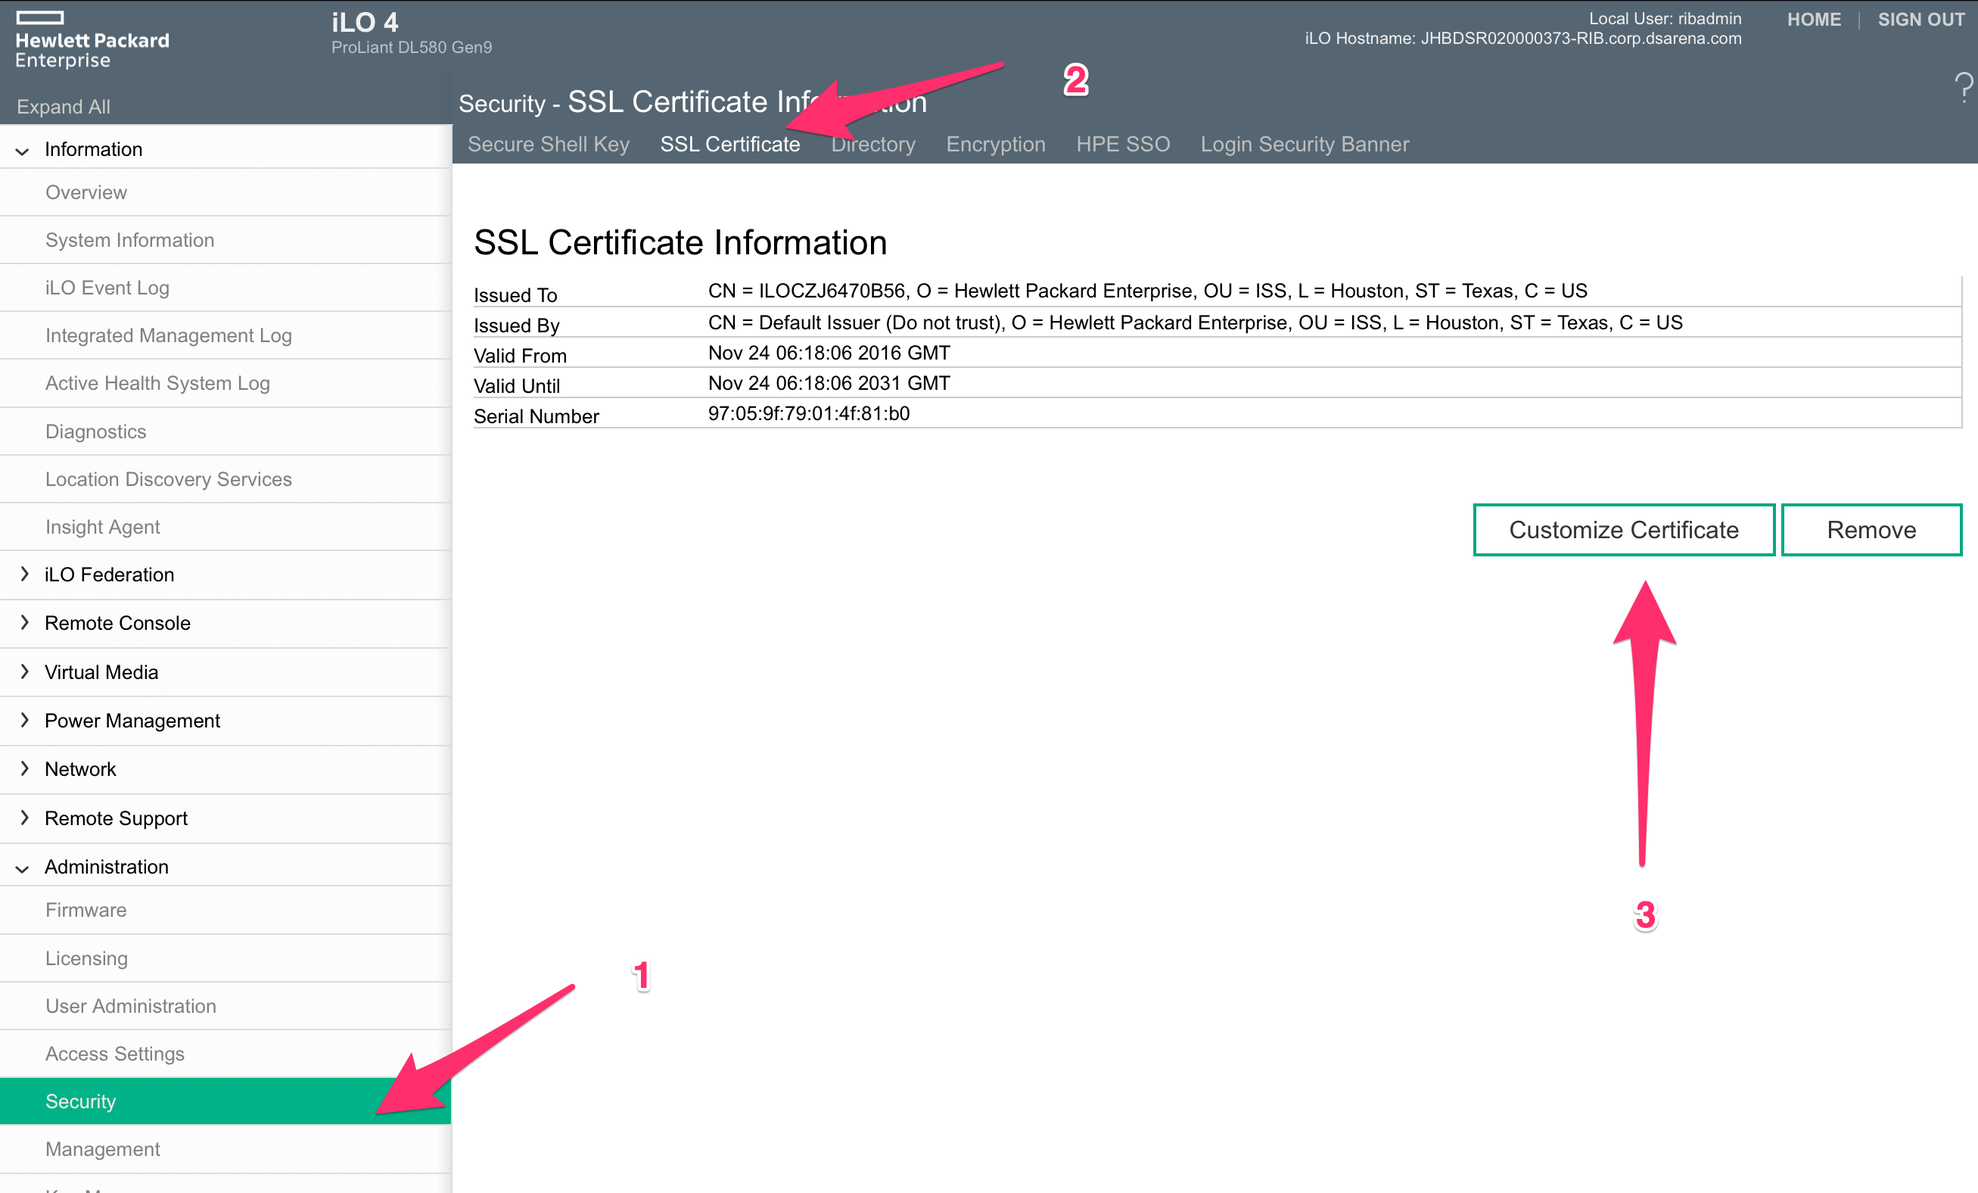 Hewlett Packard
Enterprise
iLO 4
ProLiant DL580 Gen9
Local User: ribadmin
iLO Hostname: JHBDSR020000373-RIB.corp.dsarena.com
HOME | SIGN OUT
?
Expand All
2
Security - SSL Certificate Information
Secure Shell Key SSL Certificate Directory Encryption HPE SSO Login Security Banner
Information
Overview
System Information
iLO Event Log
Integrated Management Log
Active Health System Log
Diagnostics
Location Discovery Services
Insight Agent
iLO Federation
Remote Console
Virtual Media
Power Management
Network
Remote Support
Administration
Firmware
Licensing
User Administration
Access Settings
Security
Management
SSL Certificate Information
Issued To CN = ILOCZJ6470B56, O = Hewlett Packard Enterprise, OU = ISS, L = Houston, ST = Texas, C = US
Issued By CN = Default Issuer (Do not trust), O = Hewlett Packard Enterprise, OU = ISS, L = Houston, ST = Texas, C = US
Valid From Nov 24 06:18:06 2016 GMT
Valid Until Nov 24 06:18:06 2031 GMT
Serial Number 97:05:9f:79:01:4f:81:b0
Customize Certificate Remove
3
1